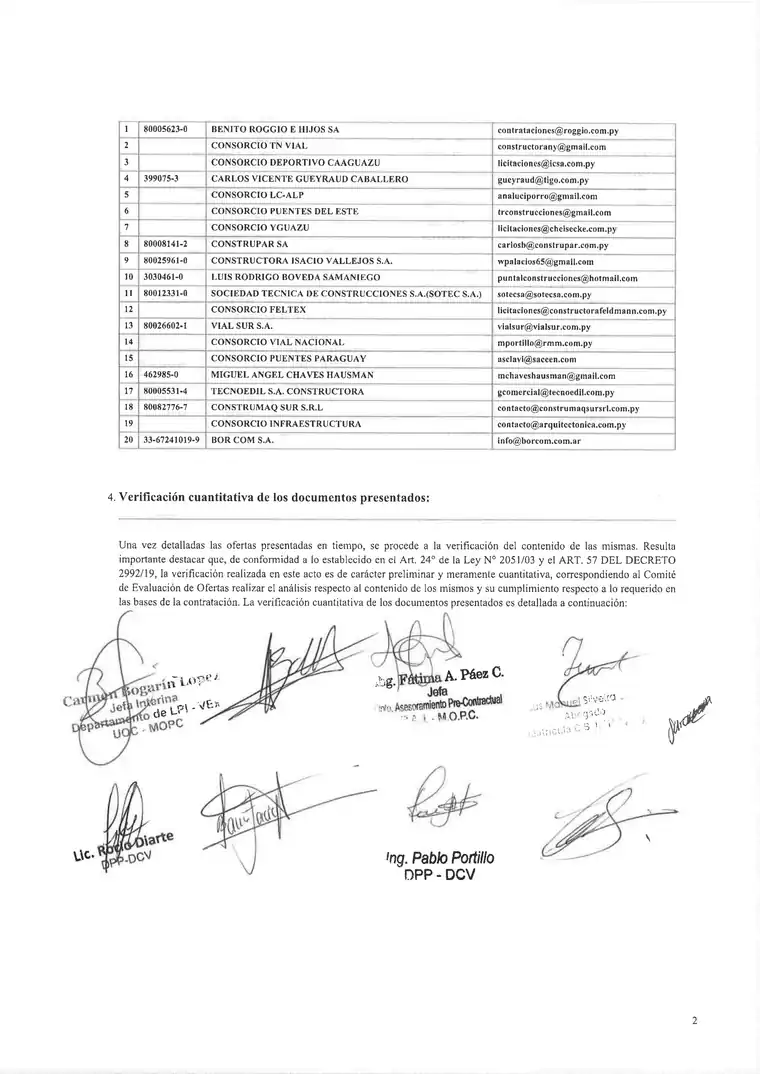 1 80005623-0 BENITO ROGGIO E HIJOS SA contrataciones@roggio.com.py
2 CONSORCIO TN VIAL constructorany@gmail.com
3 CONSORCIO DEPORTIVO CAAGUAZU licitaciones@icsa.com.py
4 399075-3 CARLOS VICENTE GUEYRAUD CABALLERO gueyraud@tigo.com.py
5 CONSORCIO LC-ALP analuciporro@gmail.com
6 CONSORCIO PUENTES DEL ESTE trconstrucciones@gmail.com
7 CONSORCIO YGUAZU licitaciones@cheisecke.com.py
8 80008141-2 CONSTRUPAR SA carlosb@construpar.com.py
9 80025961-0 CONSTRUCTORA ISACIO VALLEJOS S.A. wpalacios65@gmail.com
10 3030461-0 LUIS RODRIGO BOVEDA SAMANIEGO puntalconstrucciones@hotmail.com
11 80012331-0 SOCIEDAD TECNICA DE CONSTRUCCIONES S.A.(SOTEC S.A.) sotecsa@sotecsa.com.py
12 CONSORCIO FELTEX licitaciones@constructorafeldmann.com.py
13 80026602-1 VIAL SUR S.A. vialsur@vialsur.com.py
14 CONSORCIO VIAL NACIONAL mportillo@rmm.com.py
15 CONSORCIO PUENTES PARAGUAY asclavi@saceen.com
16 462985-0 MIGUEL ANGEL CHAVES HAUSMAN mchaveshausman@gmail.com
17 80005531-4 TECNOEDIL S.A. CONSTRUCTORA gcomercial@tecnoedil.com.py
18 80082776-7 CONSTRUMAQ SUR S.R.L contacto@construmaqsursrl.com.py
19 CONSORCIO INFRAESTRUCTURA contacto@arquitectonica.com.py
20 33-67241019-9 BOR COM S.A. info@borcom.com.ar
4. Verificación cuantitativa de los documentos presentados:
Una vez detalladas las ofertas presentadas en tiempo, se procede a la verificación del contenido de las mismas. Resulta
importante destacar que, de conformidad a lo establecido en el Art. 24° de la Ley N° 2051/03 y el ART. 57 DEL DECRETO
2992/19, la verificación realizada en este acto es de carácter preliminar y meramente cuantitativa, correspondiendo al Comité
de Evaluación de Ofertas realizar el análisis respecto al contenido de los mismos y su cumplimiento respecto a lo requerido en
las bases de la contratación. La verificación cuantitativa de los documentos presentados es detallada a continuación:
Carmen Bogarín Lopez
Jefa Interina
Departamento de LPI - VEx
UOC - MOPC
Ing. Fátima A. Páez C.
Jefa
Asesoramiento Pre-Contractual
M.O.P.C.
Manuel Silveira
Abogado
Lic. Rocio Diarte
DPP-DCV
Ing. Pablo Portillo
DPP - DCV
2